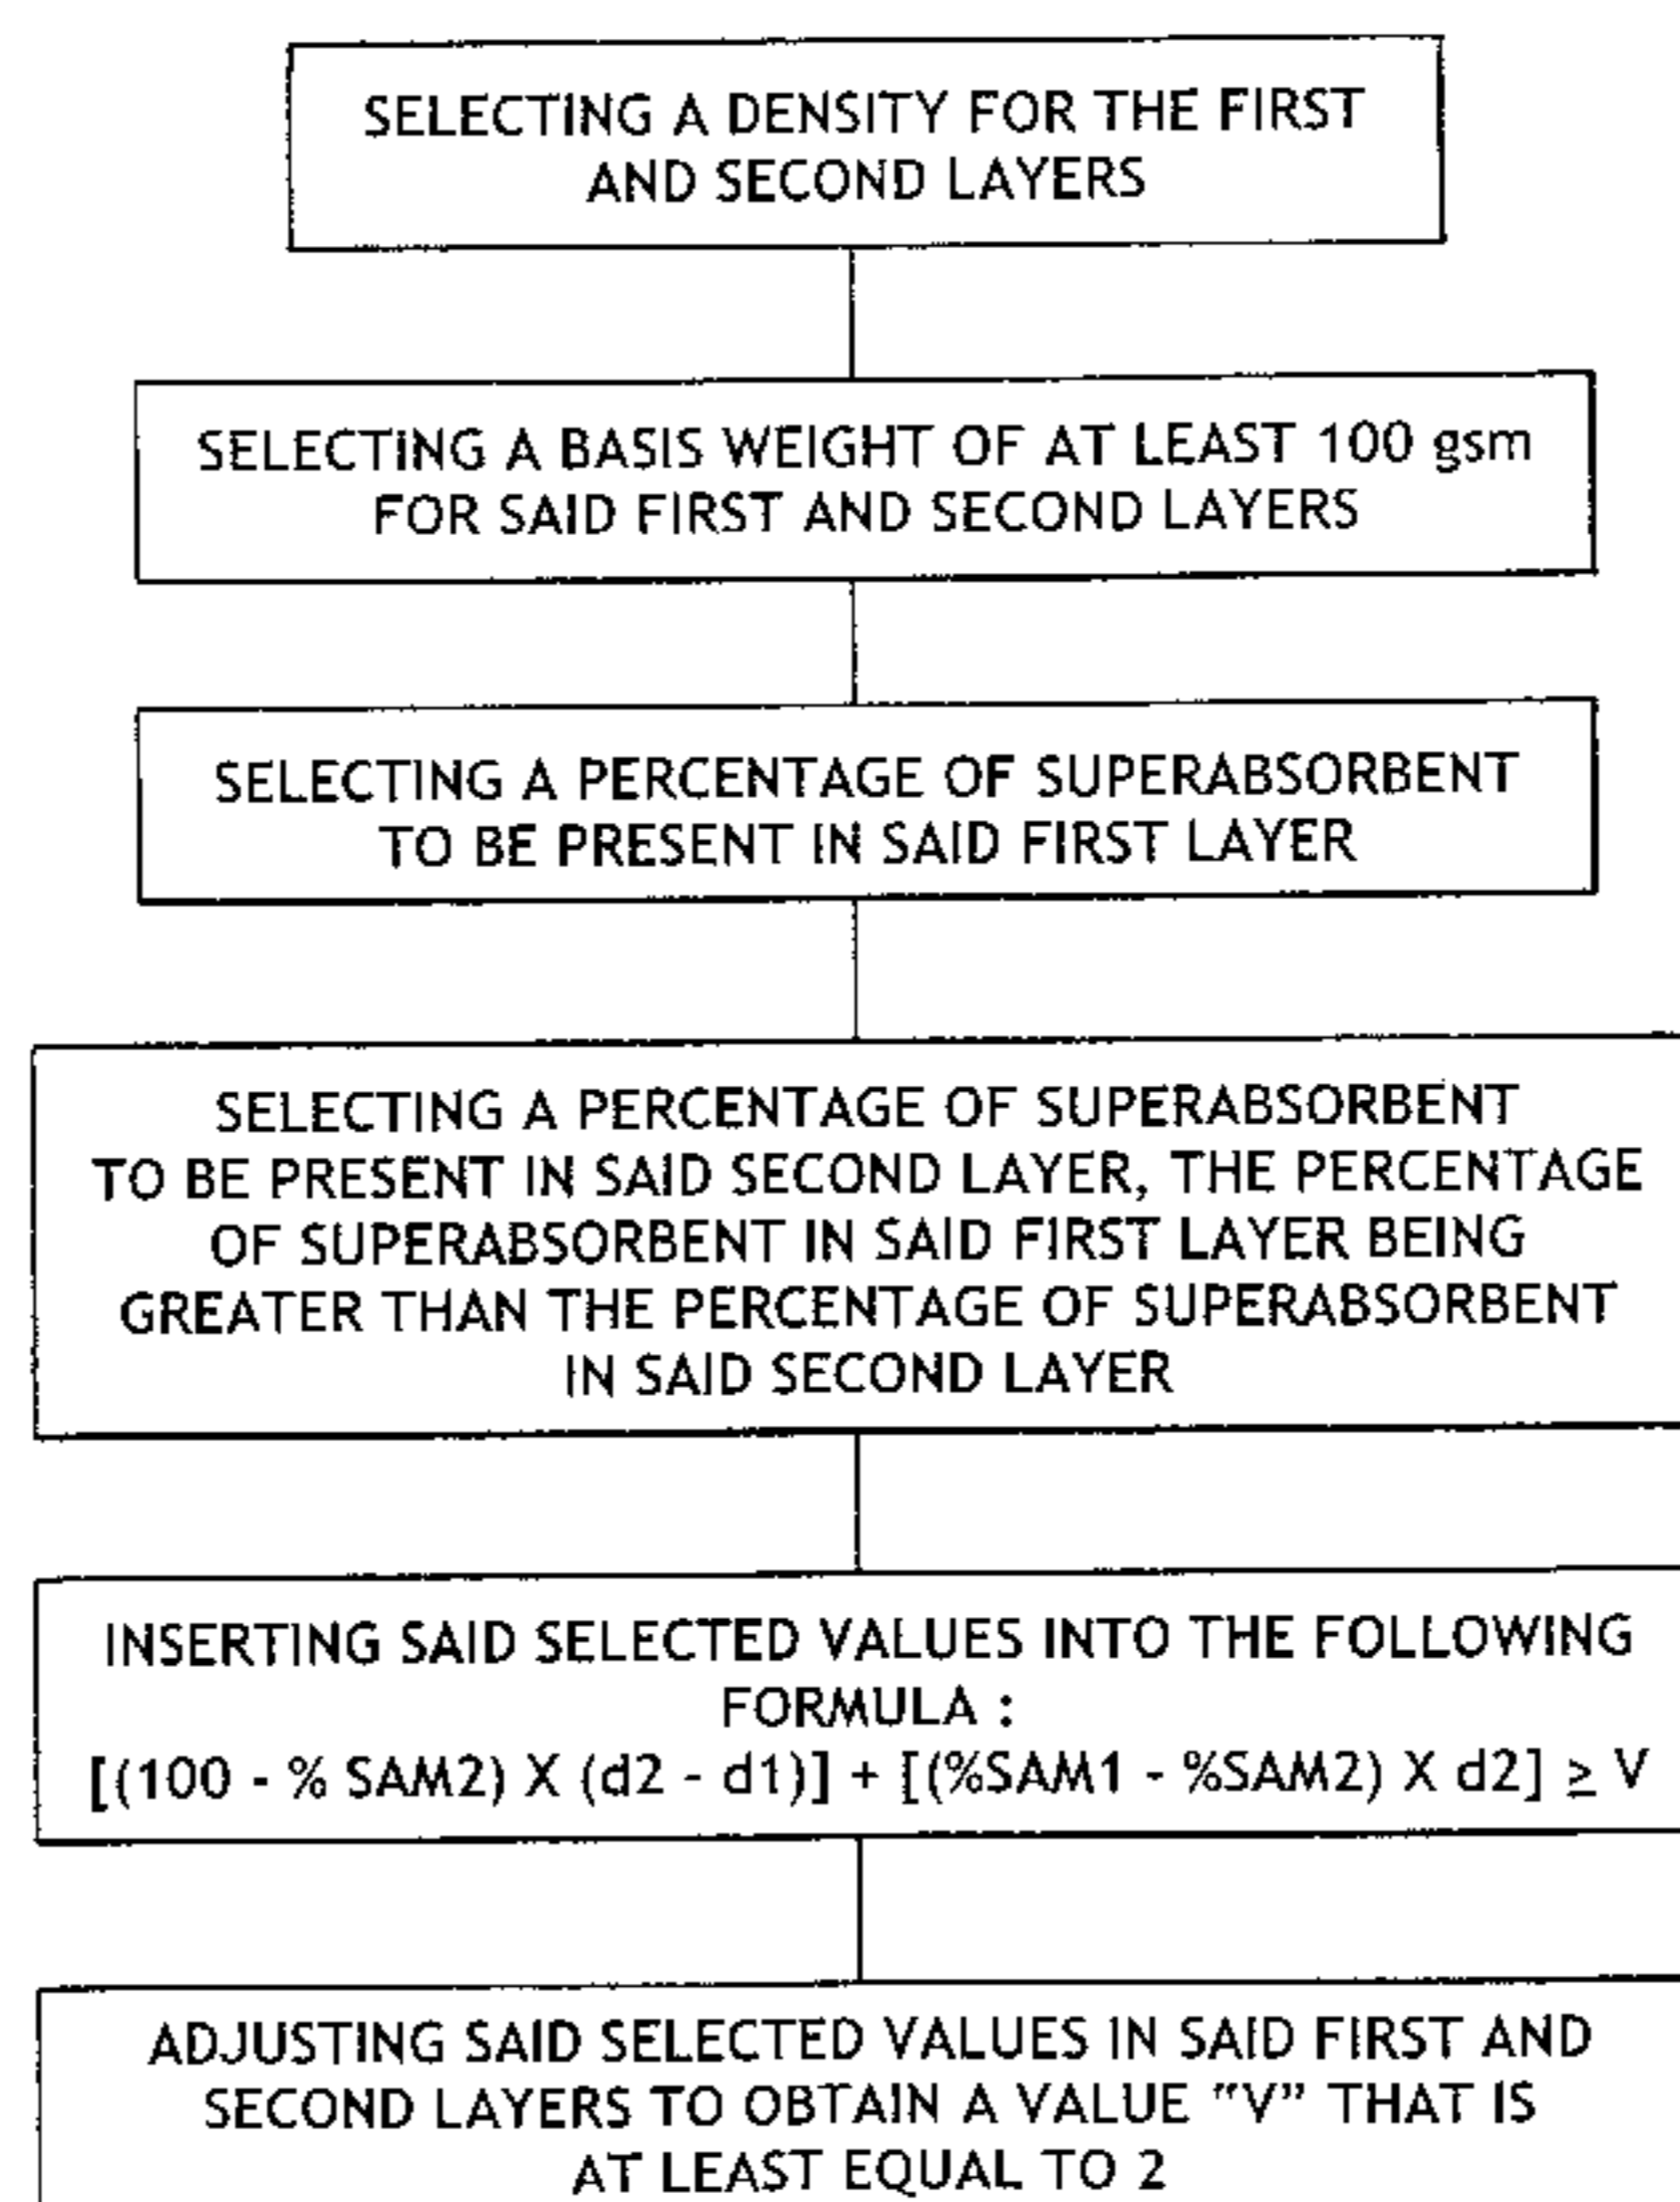 SELECTING A DENSITY FOR THE FIRST
AND SECOND LAYERS
SELECTING A BASIS WEIGHT OF AT LEAST 100 gsm
FOR SAID FIRST AND SECOND LAYERS
SELECTING A PERCENTAGE OF SUPERABSORBENT
TO BE PRESENT IN SAID FIRST LAYER
SELECTING A PERCENTAGE OF SUPERABSORBENT
TO BE PRESENT IN SAID SECOND LAYER, THE PERCENTAGE
OF SUPERABSORBENT IN SAID FIRST LAYER BEING
GREATER THAN THE PERCENTAGE OF SUPERABSORBENT
IN SAID SECOND LAYER
INSERTING SAID SELECTED VALUES INTO THE FOLLOWING
FORMULA :
[(100 - % SAM2) X (d2 - d1)] + [(%SAM1 - %SAM2) X d2] ≥ V
ADJUSTING SAID SELECTED VALUES IN SAID FIRST AND
SECOND LAYERS TO OBTAIN A VALUE "V" THAT IS
AT LEAST EQUAL TO 2